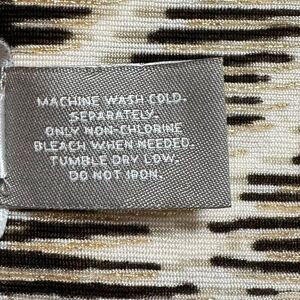 MACHINE WASH COLD.
SEPARATELY.
ONLY NON-CHLORINE
BLEACH WHEN NEEDED.
TUMBLE DRY LOW.
DO NOT IRON.